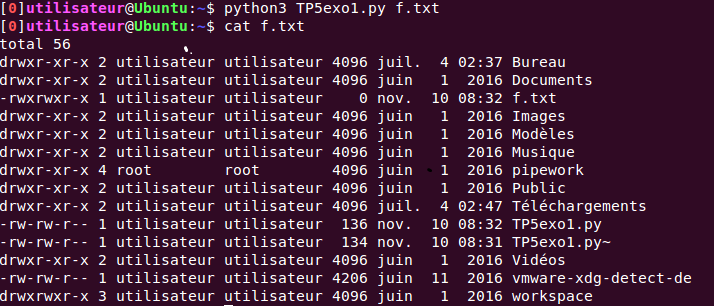 [0]utilisateur@Ubuntu:~$ python3 TP5exo1.py f.txt
[0]utilisateur@Ubuntu:~$ cat f.txt
total 56
drwxr-xr-x 2 utilisateur utilisateur 4096 juil.  4 02:37 Bureau
drwxr-xr-x 2 utilisateur utilisateur 4096 juin   1  2016 Documents
-rwxrwxr-x 1 utilisateur utilisateur    0 nov.  10 08:32 f.txt
drwxr-xr-x 2 utilisateur utilisateur 4096 juin   1  2016 Images
drwxr-xr-x 2 utilisateur utilisateur 4096 juin   1  2016 Modèles
drwxr-xr-x 2 utilisateur utilisateur 4096 juin   1  2016 Musique
drwxr-xr-x 4 root        root        4096 juin   1  2016 pipework
drwxr-xr-x 2 utilisateur utilisateur 4096 juin   1  2016 Public
drwxr-xr-x 2 utilisateur utilisateur 4096 juil.  4 02:47 Téléchargements
-rw-rw-r-- 1 utilisateur utilisateur  136 nov.  10 08:32 TP5exo1.py
-rw-rw-r-- 1 utilisateur utilisateur  134 nov.  10 08:31 TP5exo1.py~
drwxr-xr-x 2 utilisateur utilisateur 4096 juin   1  2016 Vidéos
-rw-rw-r-- 1 utilisateur utilisateur 4206 juin  11  2016 vmware-xdg-detect-de
drwxrwxr-x 3 utilisateur utilisateur 4096 juin   1  2016 workspace